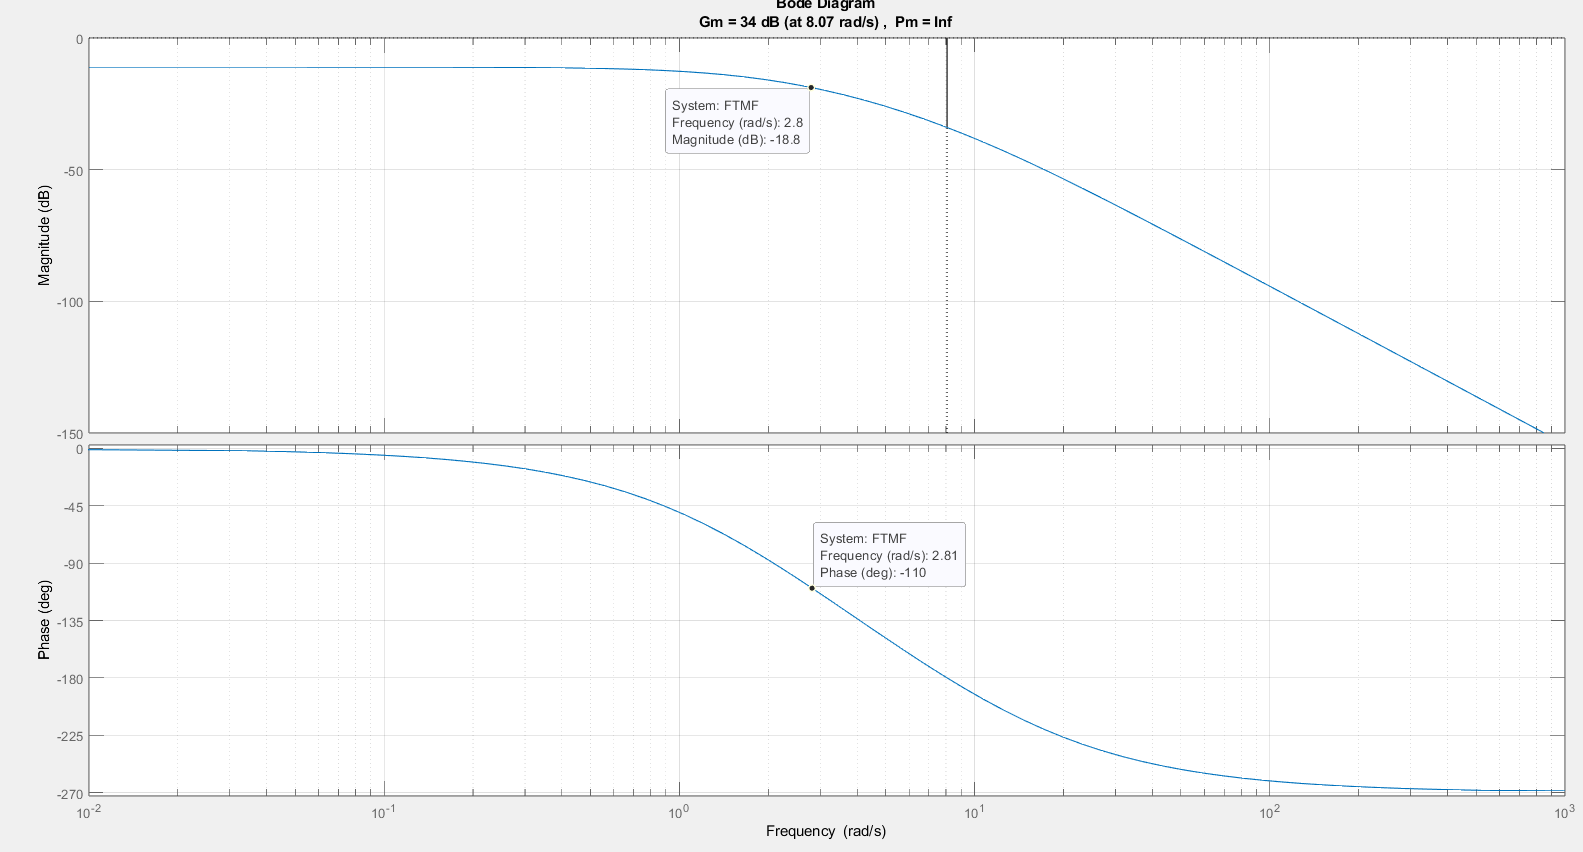 Bode Diagram
Gm = 34 dB (at 8.07 rad/s) , Pm = Inf
0
-50
-100
-150
Magnitude (dB)
System: FTMF
Frequency (rad/s): 2.8
Magnitude (dB): -18.8
0
-45
-90
-135
-180
-225
-270
Phase (deg)
System: FTMF
Frequency (rad/s): 2.81
Phase (deg): -110
10^-2 10^-1 10^0 10^1 10^2 10^3
Frequency (rad/s)